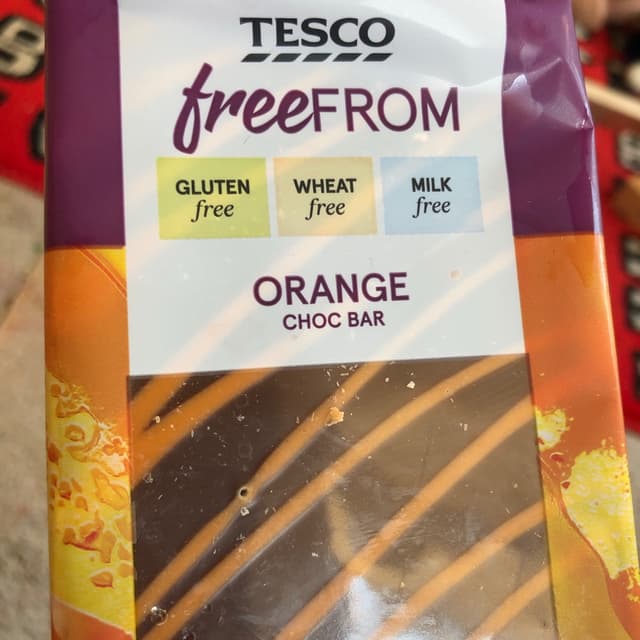 TESCO
freeFROM
GLUTEN
free
WHEAT
free
MILK
free
ORANGE
CHOC BAR